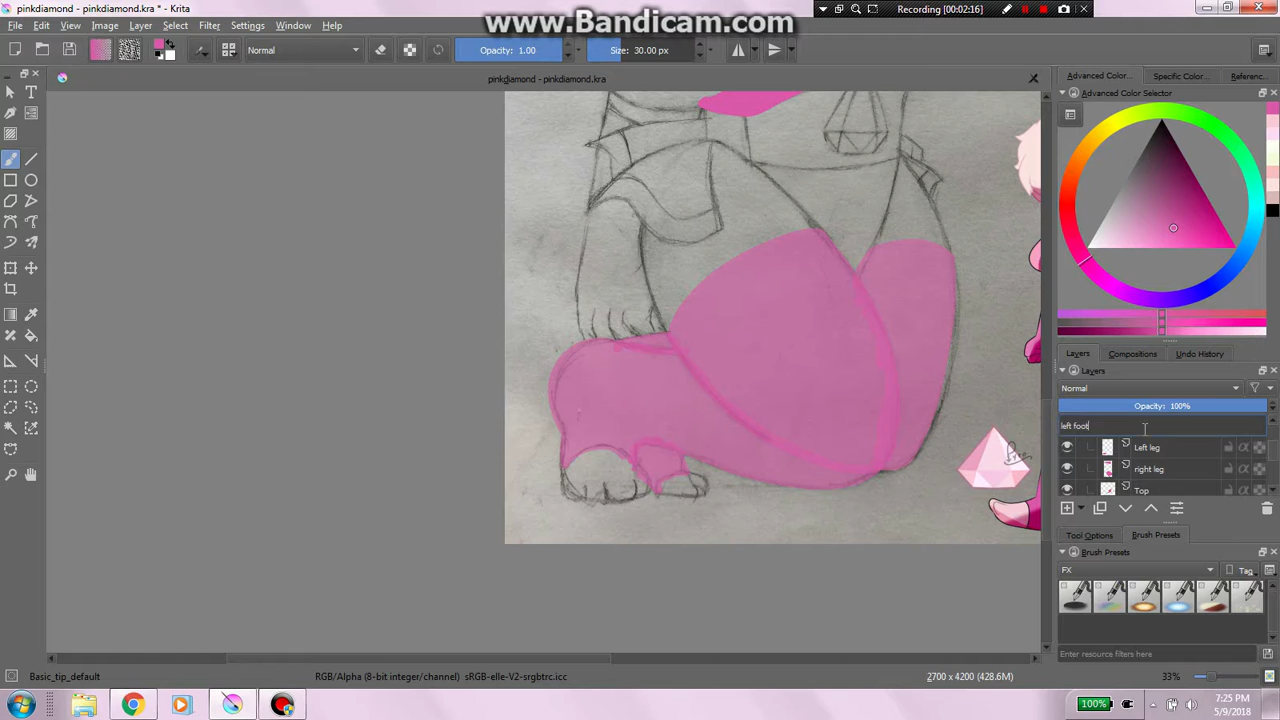 pinkdiamond - pinkdiamond.kra * - Krita
www.Bandicam.com
Recording [00:02:16]
File Edit View Image Layer Select Filter Settings Window Help
Normal
Opacity: 1.00
Size: 30.00 px
pinkdiamond - pinkdiamond.kra
Advanced Color...
Specific Color...
Referenc...
Advanced Color Selector
Layers
Compositions
Undo History
Layers
Normal
Opacity: 100%
left foot
Left leg
right leg
Top
Tool Options
Brush Presets
Brush Presets
FX
Tag
Enter resource filters here
Basic_tip_default
RGB/Alpha (8-bit integer/channel) sRGB-elle-V2-srgbtrc.icc
2700 x 4200 (428.6M)
33%
100%
7:25 PM
5/9/2018